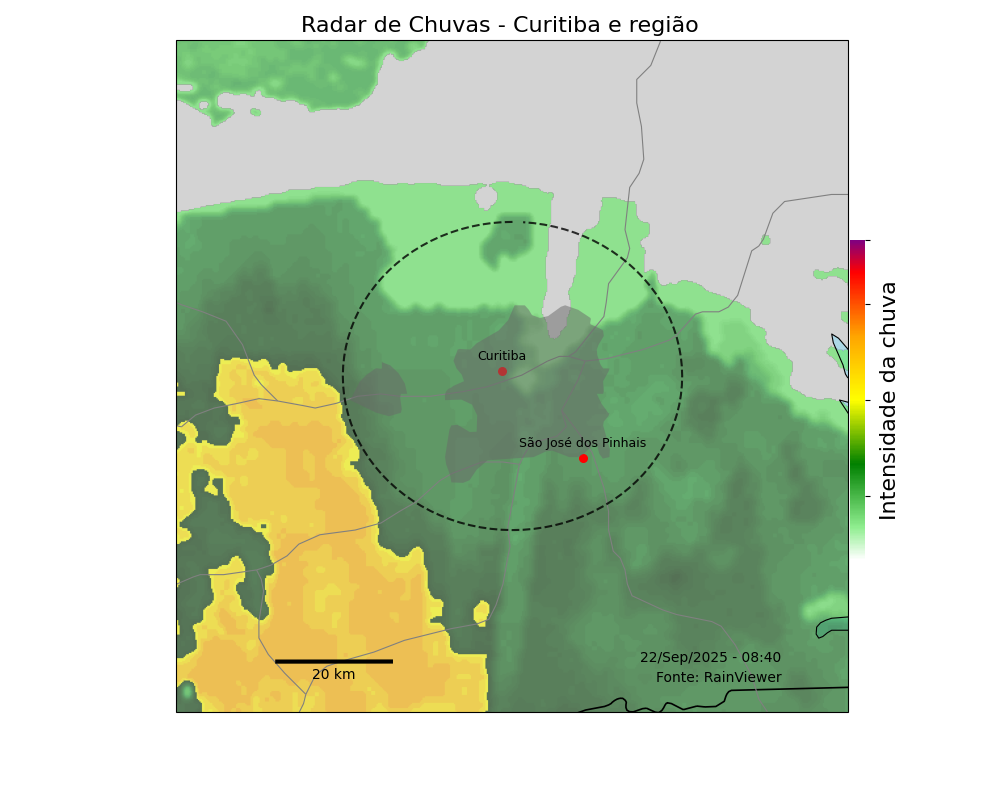 Radar de Chuvas - Curitiba e região
Curitiba
São José dos Pinhais
Intensidade da chuva
22/Sep/2025 - 08:40
Fonte: RainViewer
20 km